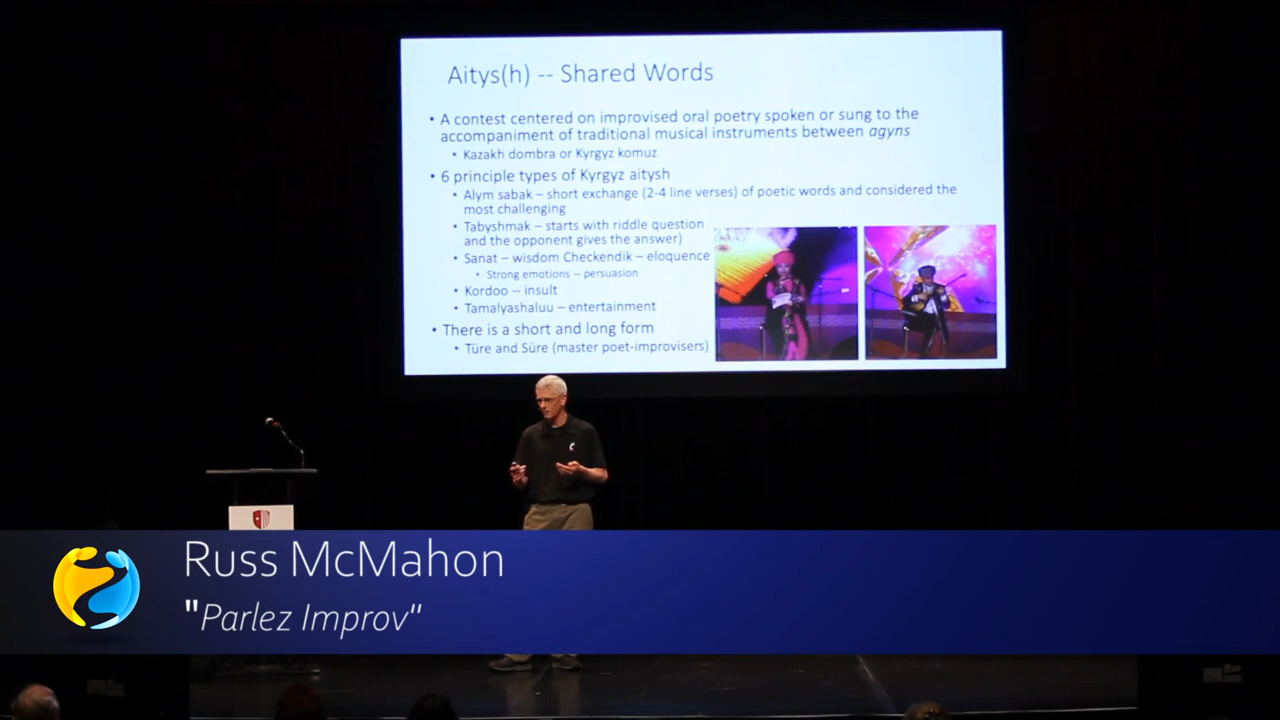 Aitys(h) -- Shared Words
• A contest centered on improvised oral poetry spoken or sung to the
accompaniment of traditional musical instruments between agyns
• Kazakh dombra or Kyrgyz komuz
• 6 principle types of Kyrgyz aitysh
• Alym sabak – short exchange (2-4 line verses) of poetic words and considered the
most challenging
• Tabyshmak – starts with riddle question
and the opponent gives the answer)
• Sanat – wisdom Checkendik – eloquence
• Strong emotions -- persuasion
• Kordoo -- insult
• Tamalyashaluu – entertainment
• There is a short and long form
• Türe and Süre (master poet-improvisers)
Russ McMahon
"Parlez Improv"